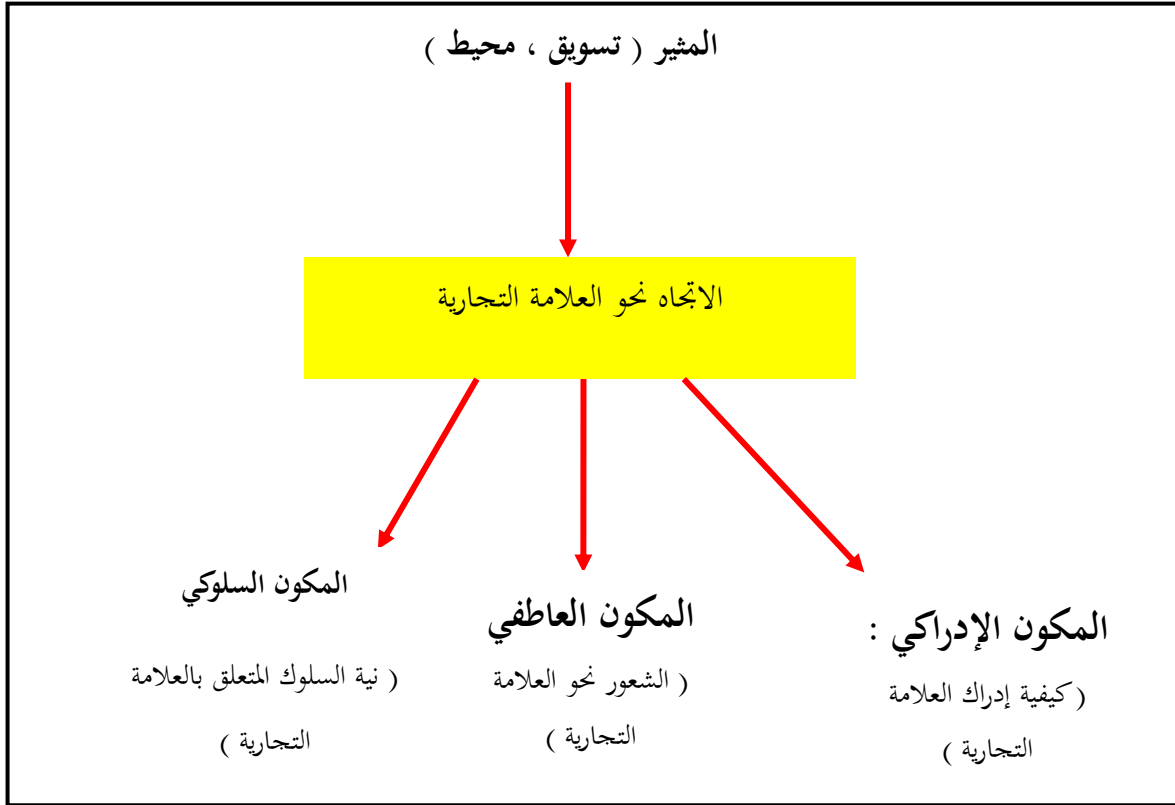 المثير ( تسويق ، محيط )
الاتجاه نحو العلامة التجارية
المكون الإدراكي :
( كيفية إدراك العلامة
التجارية )
المكون العاطفي
( الشعور نحو العلامة
التجارية )
المكون السلوكي
( نية السلوك المتعلق بالعلامة
التجارية )